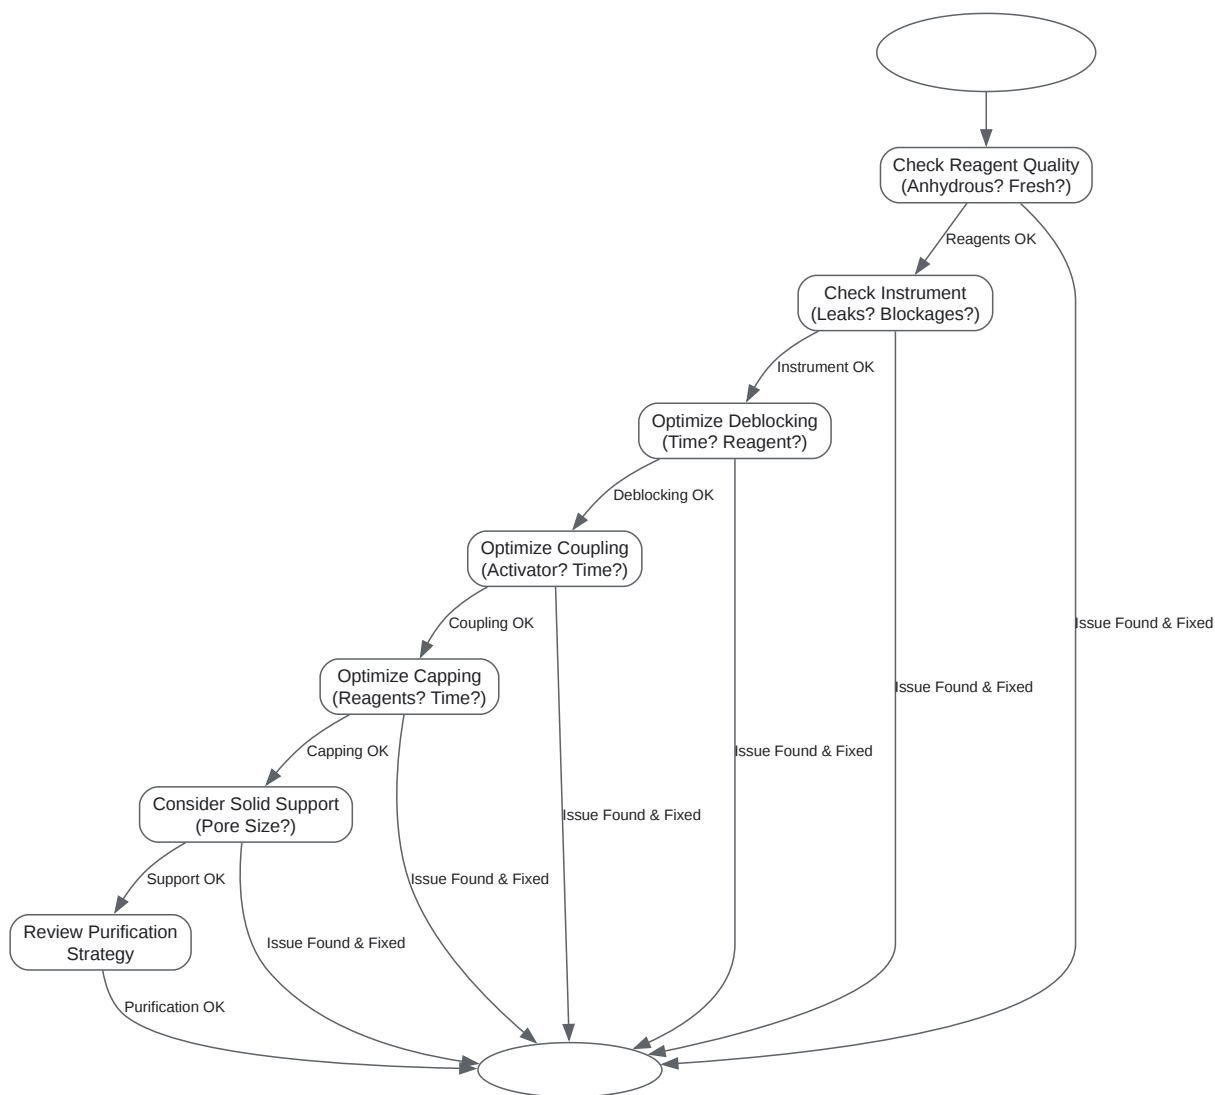 Check Reagent Quality
(Anhydrous? Fresh?)
Reagents OK
Check Instrument
(Leaks? Blockages?)
Instrument OK
Optimize Deblocking
(Time? Reagent?)
Deblocking OK
Optimize Coupling
(Activator? Time?)
Coupling OK
Issue Found & Fixed
Optimize Capping
(Reagents? Time?)
Issue Found & Fixed
Capping OK
Issue Found & Fixed
Consider Solid Support
(Pore Size?)
Issue Found & Fixed
Support OK
Issue Found & Fixed
Review Purification
Strategy
Issue Found & Fixed
Purification OK